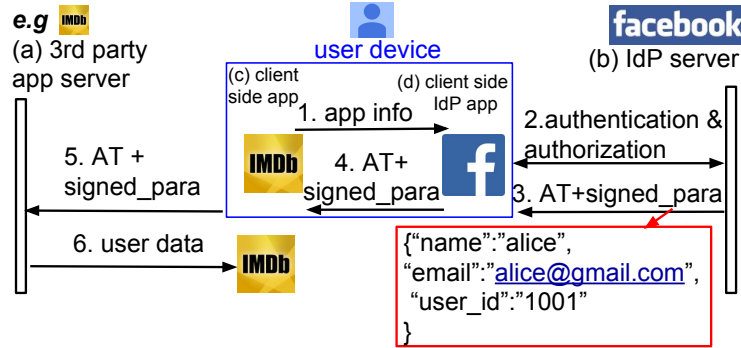 e.g IMDb
facebook
(a) 3rd party
app server
user device
(b) IdP server
(c) client
side app
(d) client side
IdP app
1. app info
2.authentication &
authorization
5. AT +
signed_para
IMDb
4. AT+
signed_para
f
3. AT+signed_para
6. user data
IMDb
{“name”:”alice”,
“email”:”alice@gmail.com”,
“user_id”:”1001”
}